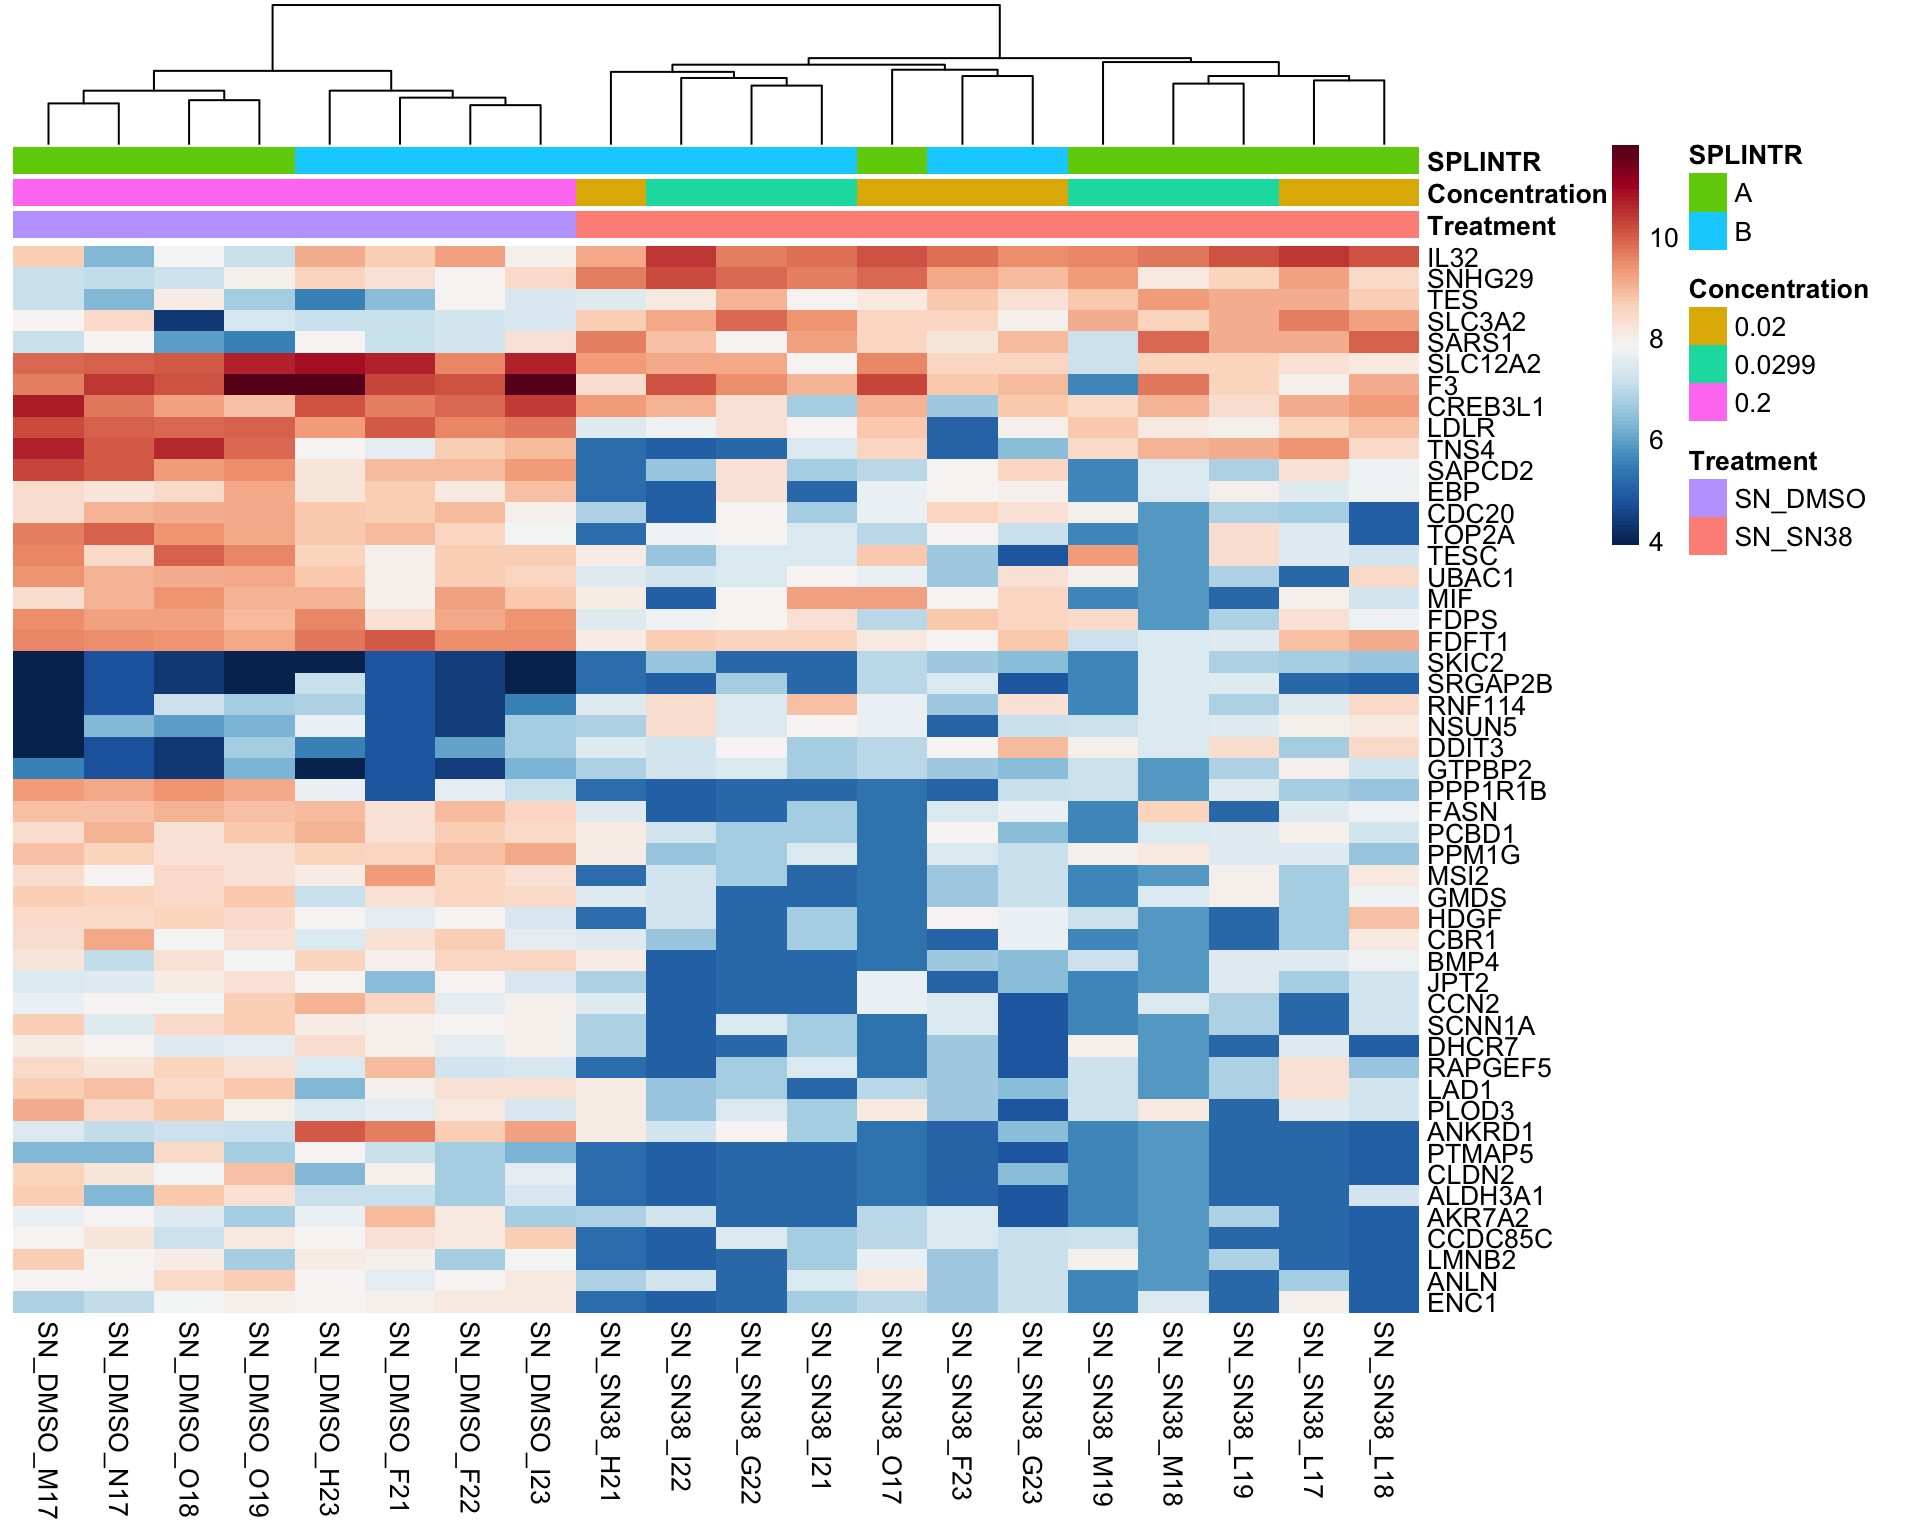 SPLINTR
Concentration
Treatment
IL32
SNHG29
TES
SLC3A2
SARS1
SLC12A2
F3
CREB3L1
LDLR
TNS4
SAPCD2
EBP
CDC20
TOP2A
TESC
UBAC1
MIF
FDPS
FDFT1
SKIC2
SRGAP2B
RNF114
NSUN5
DDIT3
GTPBP2
PPP1R1B
FASN
PCBD1
PPM1G
MSI2
GMDS
HDGF
CBR1
BMP4
JPT2
CCN2
SCNN1A
DHCR7
RAPGEF5
LAD1
PLOD3
ANKRD1
PTMAP5
CLDN2
ALDH3A1
AKR7A2
CCDC85C
LMNB2
ANLN
ENC1
SN_DMSO_M17
SN_DMSO_N17
SN_DMSO_O18
SN_DMSO_O19
SN_DMSO_H23
SN_DMSO_F21
SN_DMSO_F22
SN_DMSO_I23
SN_SN38_H21
SN_SN38_I22
SN_SN38_G22
SN_SN38_I21
SN_SN38_O17
SN_SN38_F23
SN_SN38_G23
SN_SN38_M19
SN_SN38_M18
SN_SN38_L19
SN_SN38_L17
SN_SN38_L18
10
8
6
4
SPLINTR
A
B
Concentration
0.02
0.0299
0.2
Treatment
SN_DMSO
SN_SN38